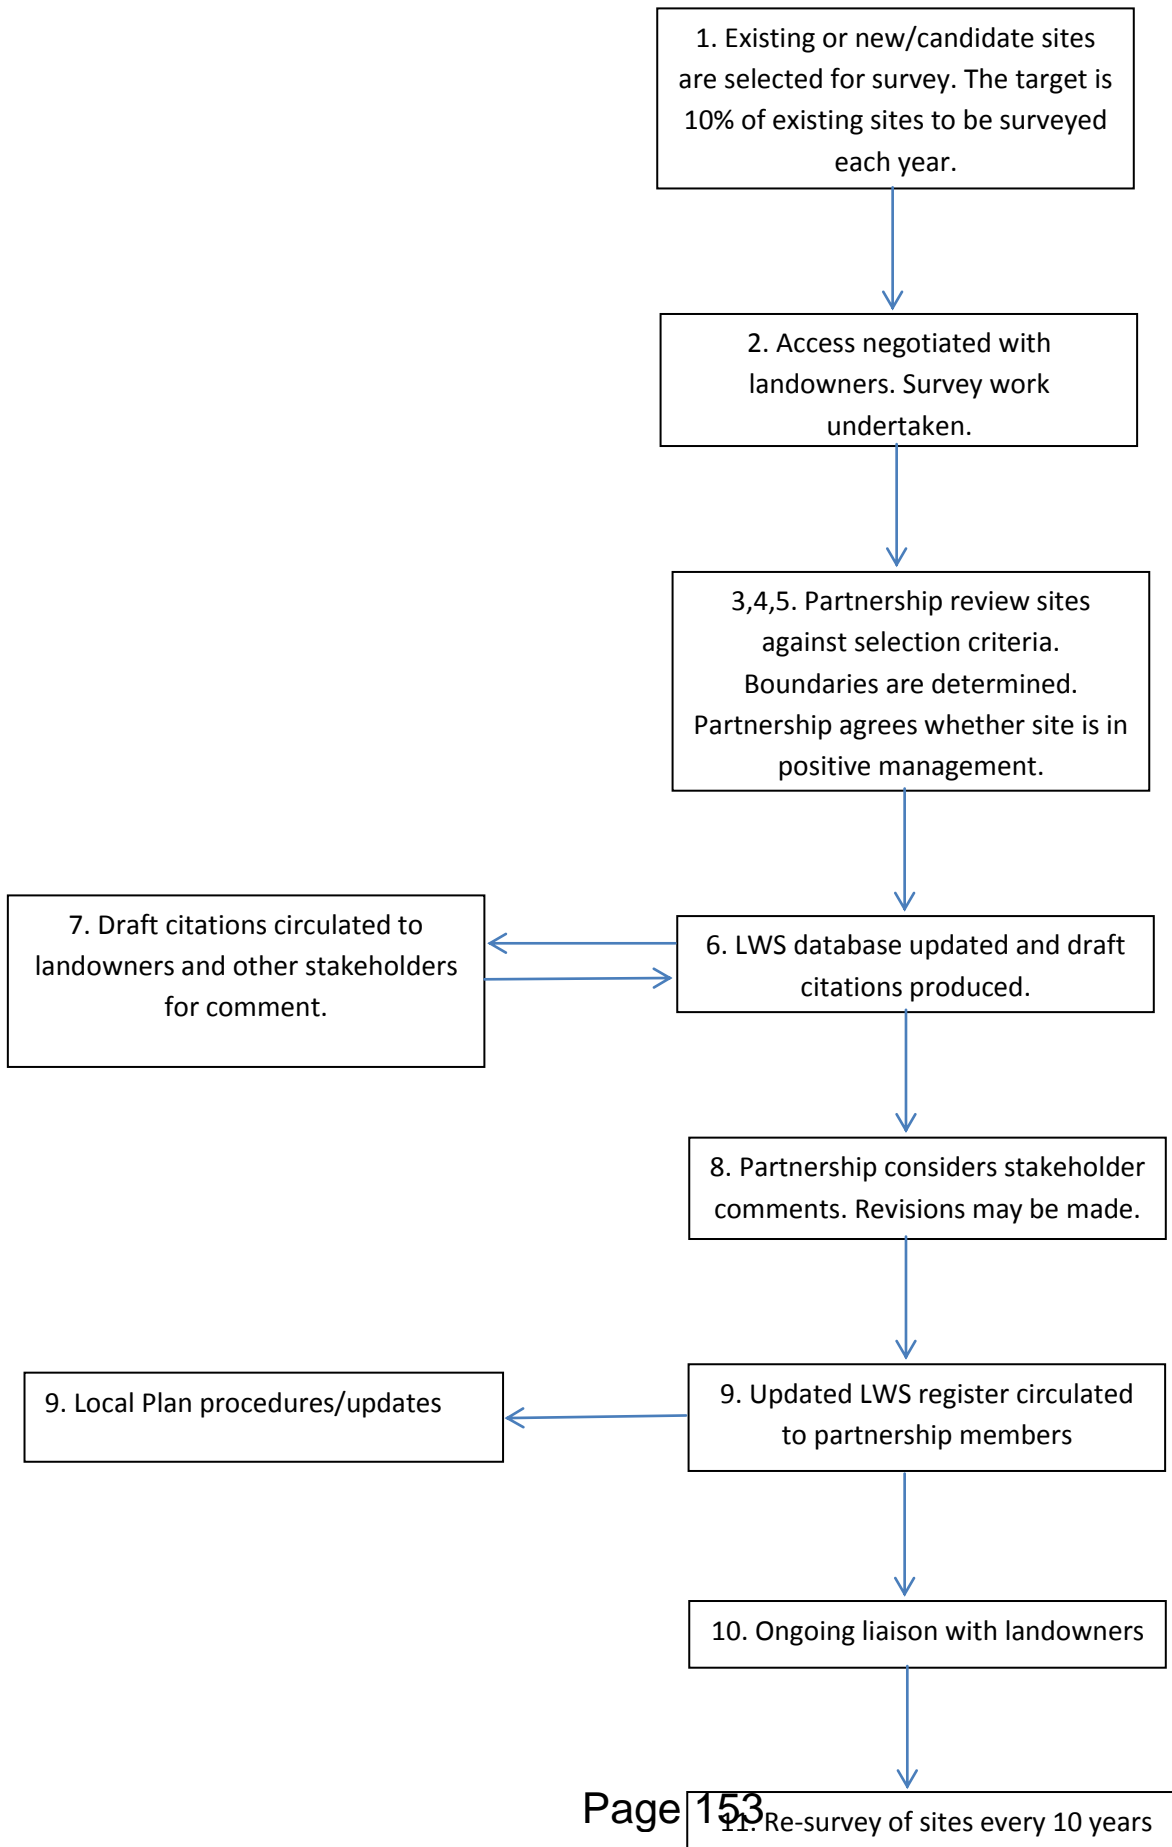 1. Existing or new/candidate sites
are selected for survey. The target is
10% of existing sites to be surveyed
each year.
2. Access negotiated with
landowners. Survey work
undertaken.
3,4,5. Partnership review sites
against selection criteria.
Boundaries are determined.
Partnership agrees whether site is in
positive management.
7. Draft citations circulated to
landowners and other stakeholders
for comment.
6. LWS database updated and draft
citations produced.
8. Partnership considers stakeholder
comments. Revisions may be made.
9. Local Plan procedures/updates
9. Updated LWS register circulated
to partnership members
10. Ongoing liaison with landowners
Page 153
11. Re-survey of sites every 10 years